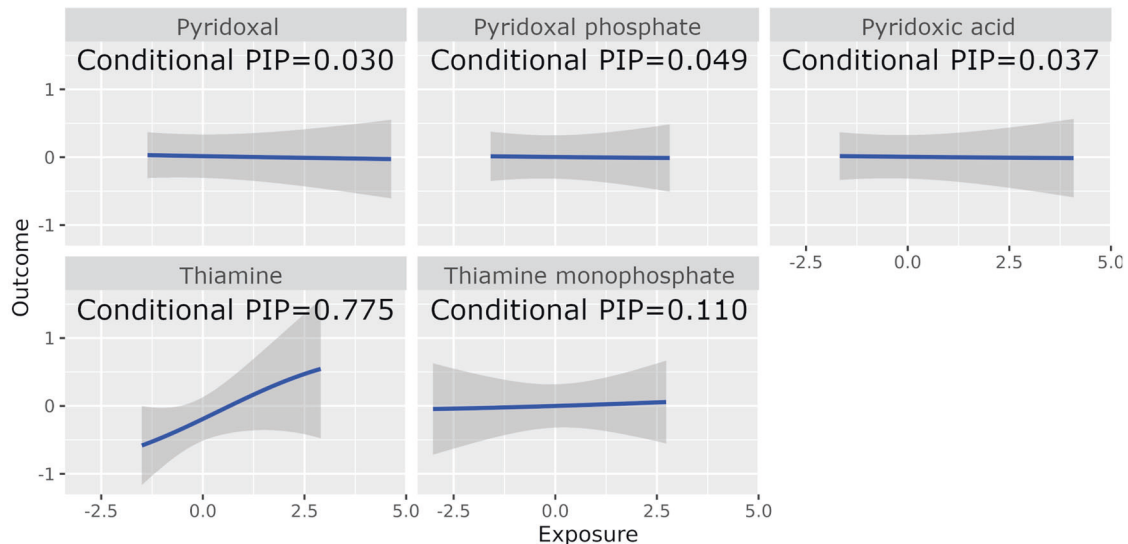 Pyridoxal
Pyridoxal phosphate
Pyridoxic acid
Conditional PIP=0.030
Conditional PIP=0.049
Conditional PIP=0.037
1
0
-1
-2.5 0.0 2.5 5.0
Outcome
Thiamine
Thiamine monophosphate
Conditional PIP=0.775
Conditional PIP=0.110
1
0
-1
-2.5 0.0 2.5 5.0
-2.5 0.0 2.5 5.0
Exposure